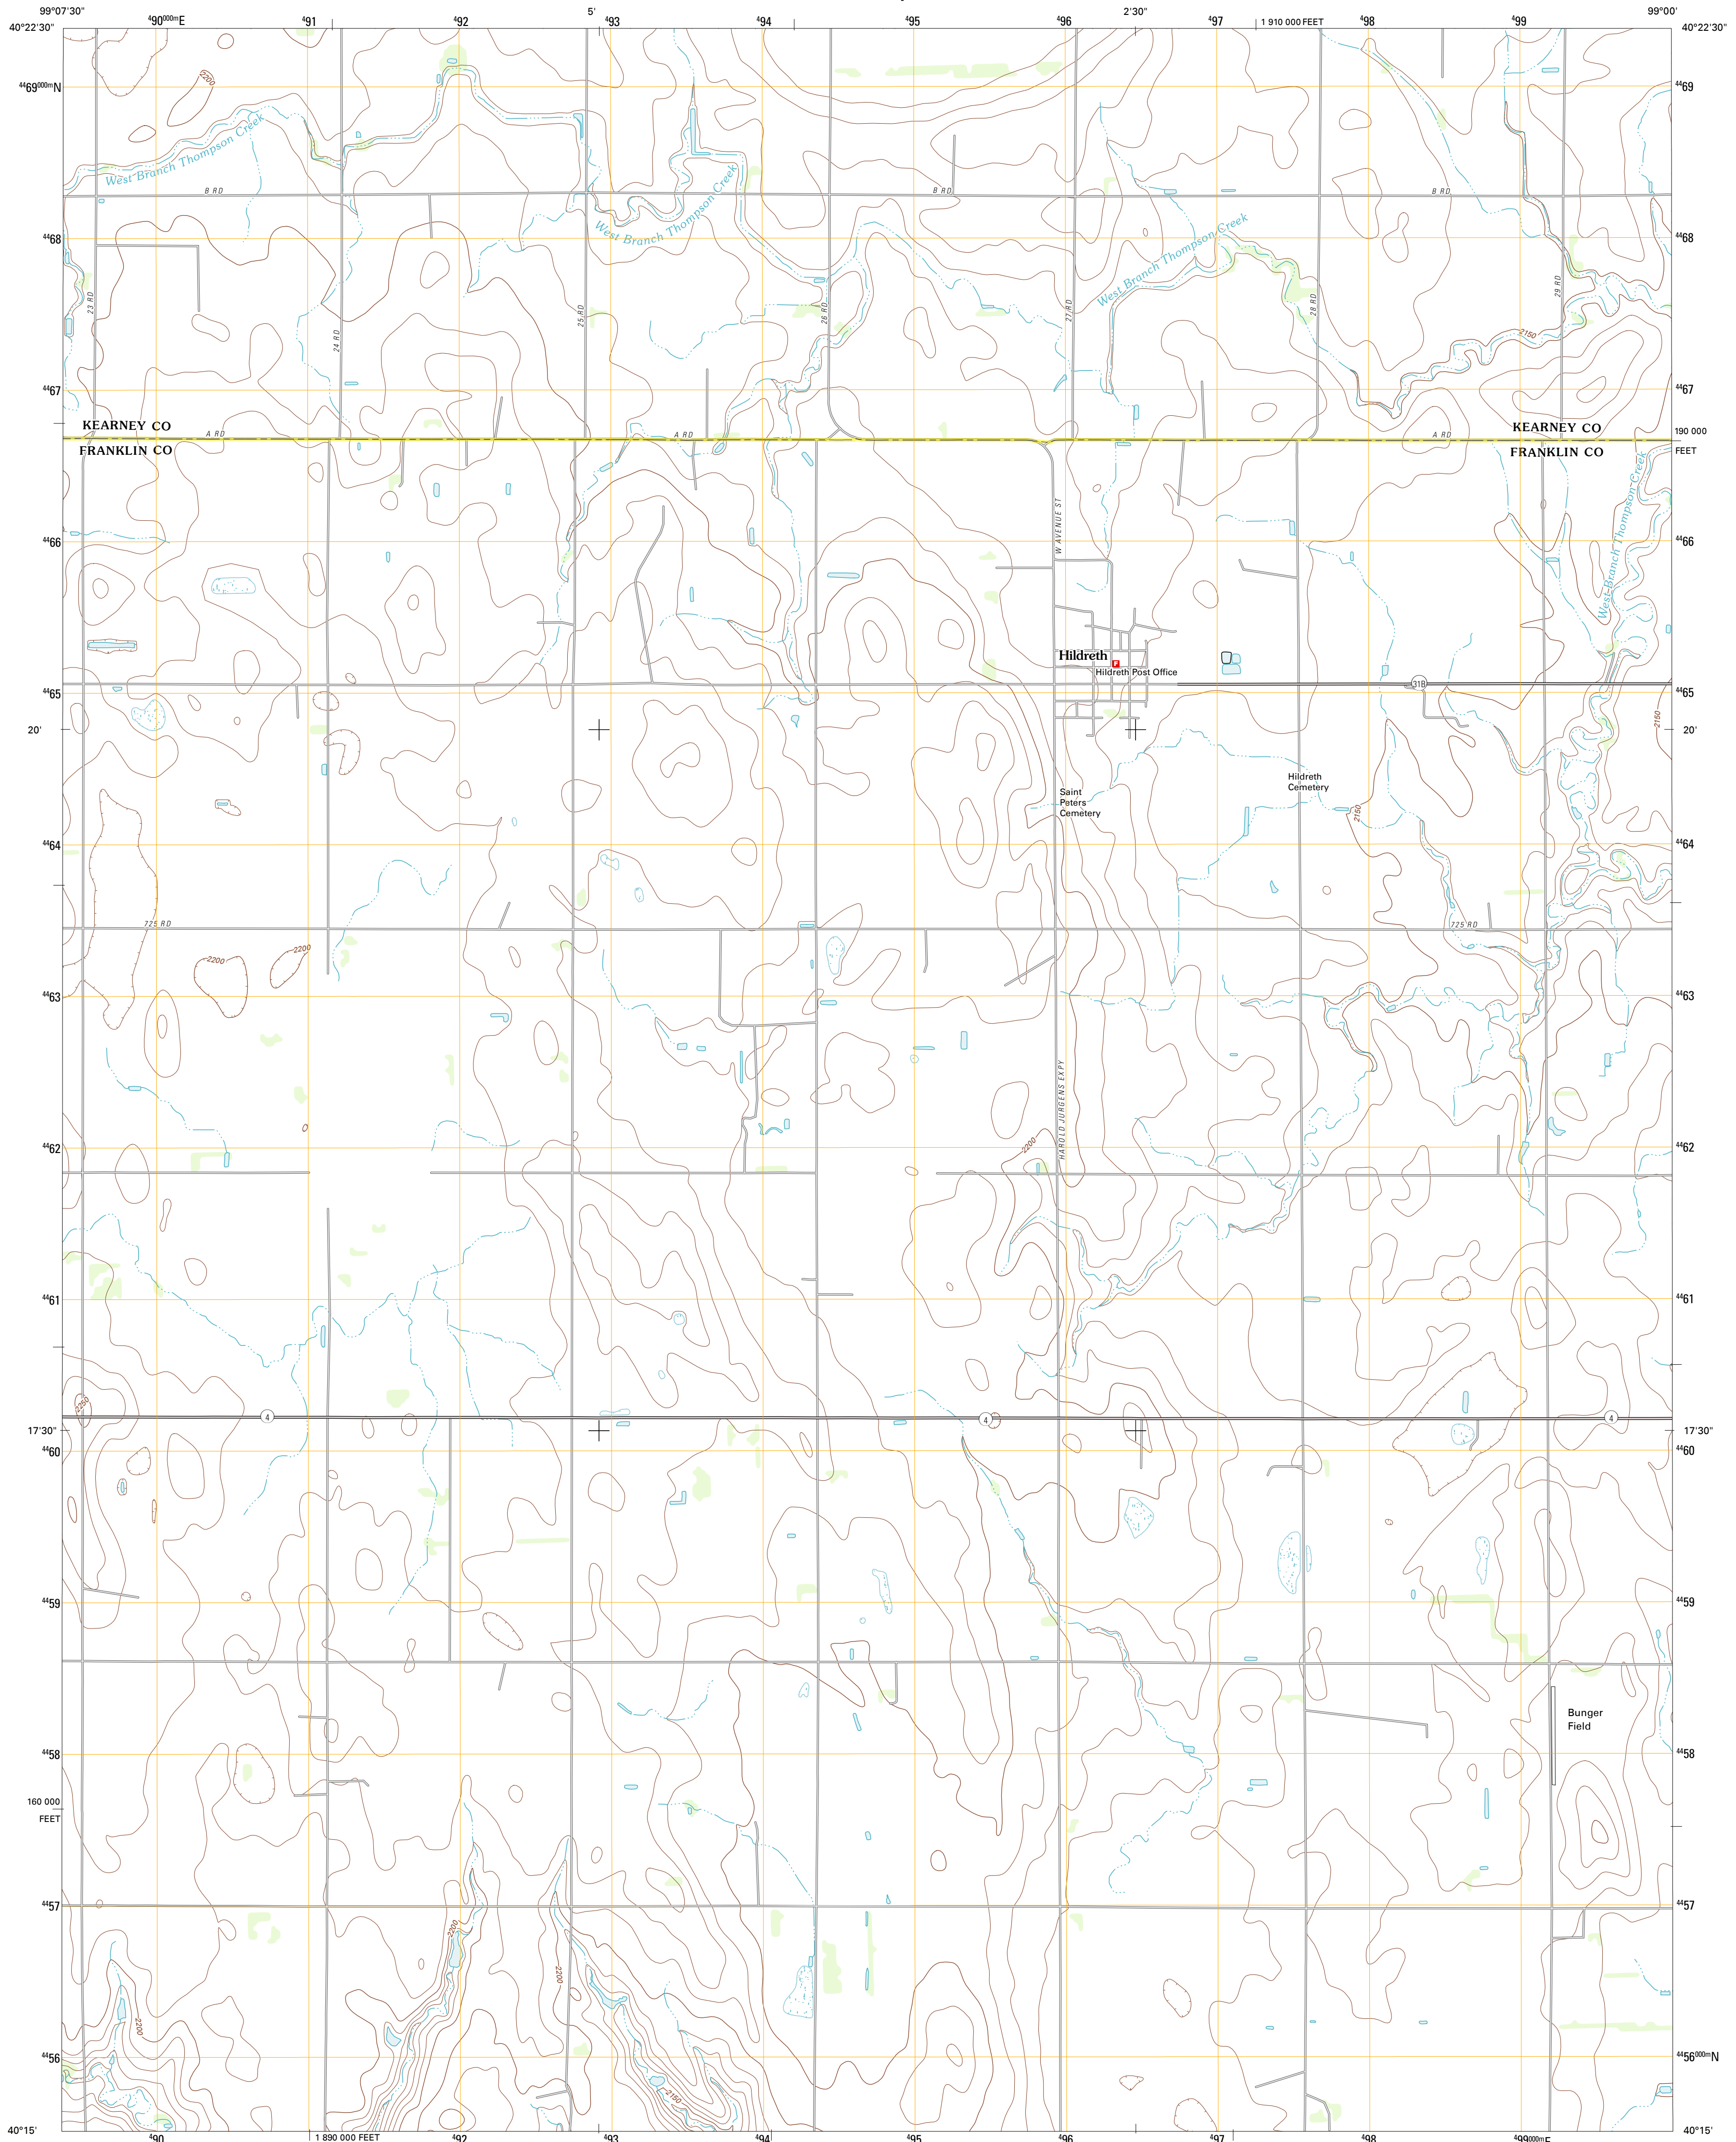 99°07'30" ⁴90⁰⁰⁰ᵐE ⁴91 ⁴92 5' ⁴93 ⁴94 ⁴95 ⁴96 2'30" ⁴97 1 910 000 FEET ⁴98 ⁴99 99°00'
40°22'30" 40°22'30"
2200
⁴⁴69⁰⁰⁰ᵐN ⁴⁴69
West Branch Thompson Creek
West Branch Thompson Creek
B RD B RD B RD
West Branch Thompson Creek
⁴⁴68 ⁴⁴68
23 RD
24 RD
25 RD
26 RD
27 RD
28 RD
29 RD
2150
⁴⁴67 ⁴⁴67
KEARNEY CO KEARNEY CO
A RD A RD A RD
190 000
FEET
FRANKLIN CO FRANKLIN CO
West Branch Thompson Creek
W AVENUE ST
⁴⁴66 ⁴⁴66
Hildreth
Hildreth Post Office
31B
⁴⁴65 ⁴⁴65
2150
20' 20'
Hildreth
Cemetery
Saint
Peters
Cemetery
2150
⁴⁴64 ⁴⁴64
725 RD 725 RD
2200
2200
⁴⁴63 ⁴⁴63
HAROLD JURGENS EXPY
⁴⁴62 ⁴⁴62
2200
⁴⁴61 ⁴⁴61
2250
4 4 4
17'30" 17'30"
⁴⁴60 ⁴⁴60
⁴⁴59 ⁴⁴59
Bunger
Field
⁴⁴58 ⁴⁴58
160 000
FEET
⁴⁴57 ⁴⁴57
2200
2200
2200
⁴⁴56 ⁴⁴56⁰⁰⁰ᵐN
2150
40°15' 40°15'
⁴90 1 890 000 FEET ⁴92 ⁴93 ⁴94 ⁴95 ⁴96 ⁴97 ⁴98 ⁴99⁰⁰⁰ᵐE